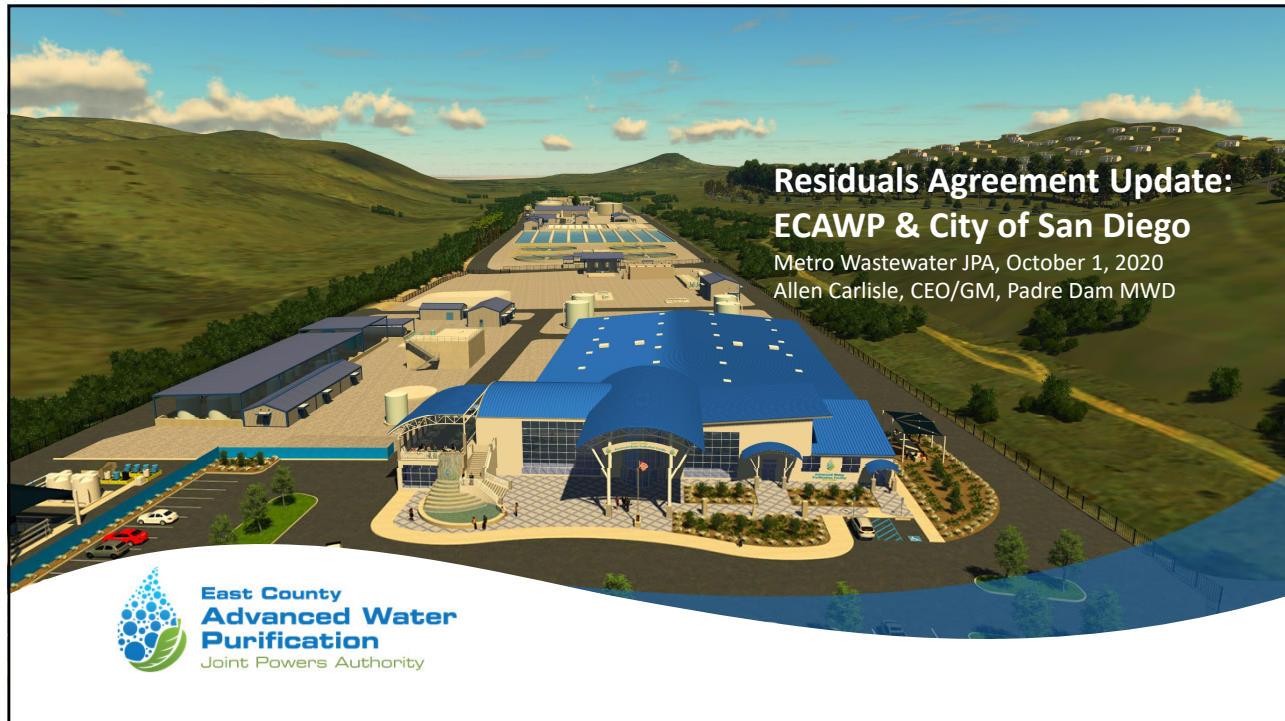 Residuals Agreement Update:
ECAWP & City of San Diego
Metro Wastewater JPA, October 1, 2020
Allen Carlisle, CEO/GM, Padre Dam MWD
East County
Advanced Water
Purification
Joint Powers Authority